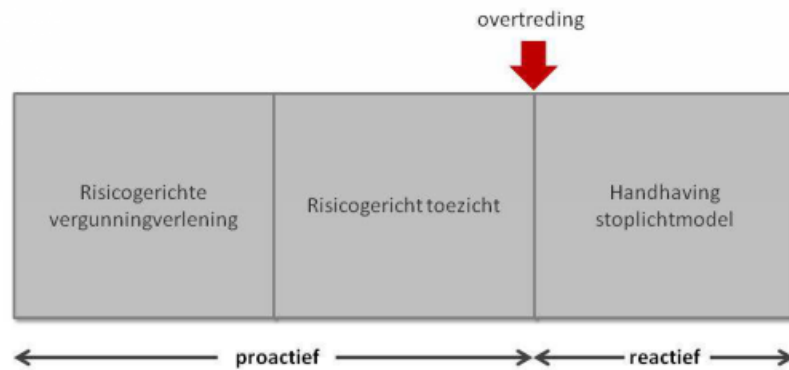 overtreding
Risicogerichte
vergunningverlening
Risicogericht toezicht
Handhaving
stoplichtmodel
proactief
reactief